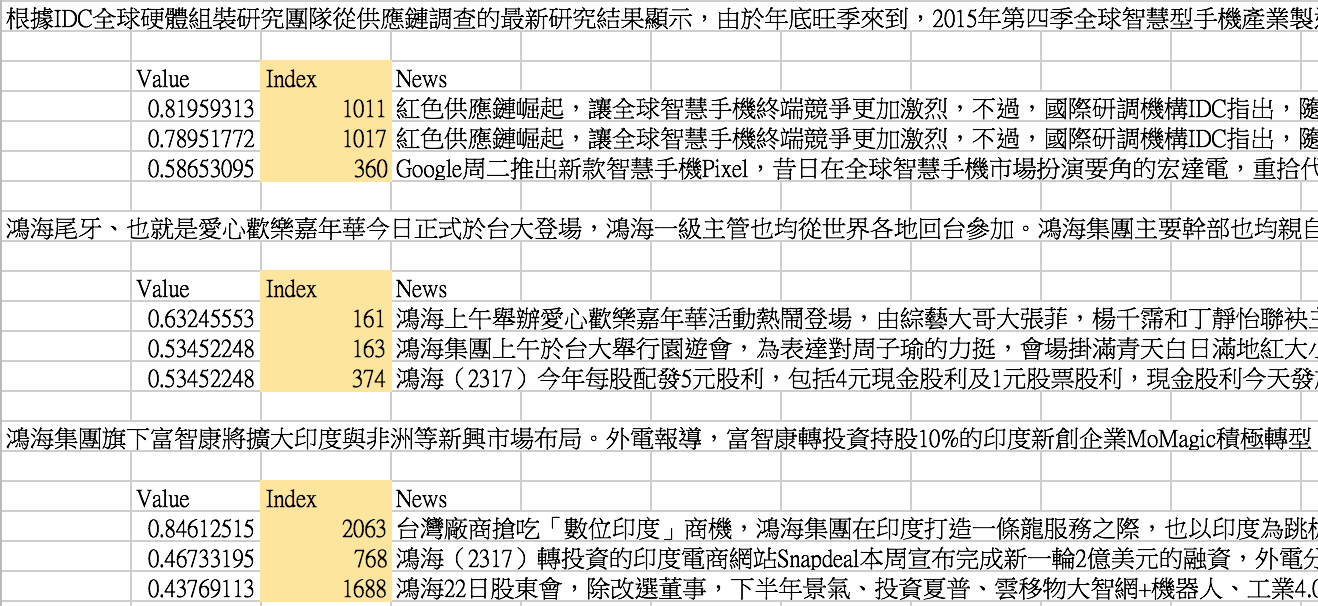 根據IDC全球硬體組裝研究團隊從供應鏈調查的最新研究結果顯示，由於年底旺季來到，2015年第四季全球智慧型手機產業製
Value Index News
0.81959313 1011 紅色供應鏈崛起，讓全球智慧手機終端競爭更加激烈，不過，國際研調機構IDC指出，隨
0.78951772 1017 紅色供應鏈崛起，讓全球智慧手機終端競爭更加激烈，不過，國際研調機構IDC指出，隨
0.58653095 360 Google周二推出新款智慧手機Pixel，昔日在全球智慧手機市場扮演要角的宏達電，重拾代
鴻海尾牙、也就是愛心歡樂嘉年華今日正式於台大登場，鴻海一級主管也均從世界各地回台參加。鴻海集團主要幹部也均親自
Value Index News
0.63245553 161 鴻海上午舉辦愛心歡樂嘉年華活動熱鬧登場，由綜藝大哥大張菲，楊千霈和丁靜怡聯袂主
0.53452248 163 鴻海集團上午於台大舉行園遊會，為表達對周子瑜的力挺，會場掛滿青天白日滿地紅大小
0.53452248 374 鴻海（2317）今年每股配發5元股利，包括4元現金股利及1元股票股利，現金股利今天發
鴻海集團旗下富智康將擴大印度與非洲等新興市場布局。外電報導，富智康轉投資持股10%的印度新創企業MoMagic積極轉型
Value Index News
0.84612515 2063 台灣廠商搶吃「數位印度」商機，鴻海集團在印度打造一條龍服務之際，也以印度為跳
0.46733195 768 鴻海（2317）轉投資的印度電商網站Snapdeal本周宣布完成新一輪2億美元的融資，外電分
0.43769113 1688 鴻海22日股東會，除改選董事，下半年景氣、投資夏普、雲移物大智網+機器人、工業4.0